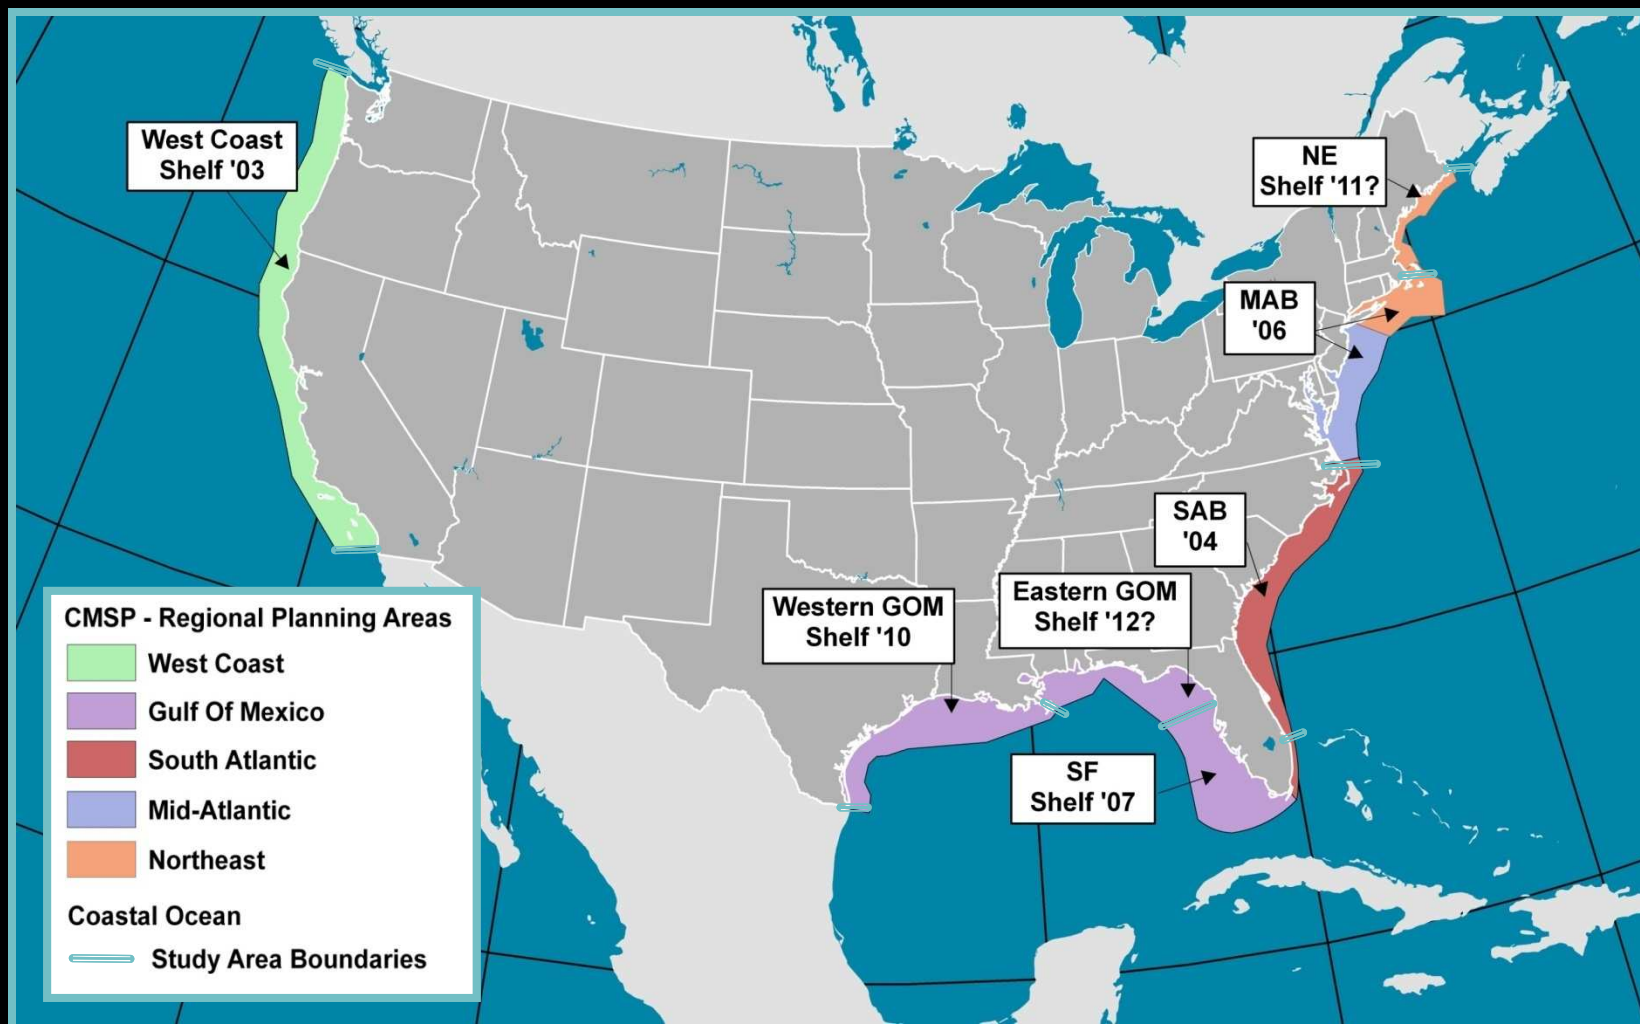 West Coast
Shelf '03
NE
Shelf '11?
MAB
'06
SAB
'04
Eastern GOM
Shelf '12?
Western GOM
Shelf '10
SF
Shelf '07
CMSP - Regional Planning Areas
West Coast
Gulf Of Mexico
South Atlantic
Mid-Atlantic
Northeast
Coastal Ocean
Study Area Boundaries